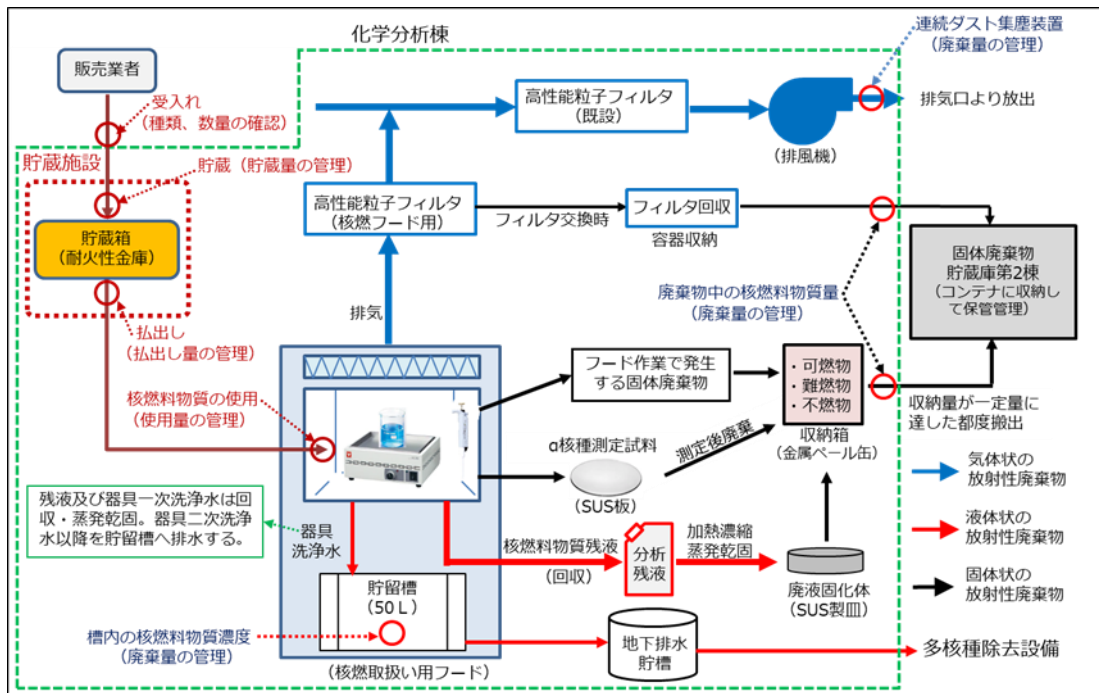 化学分析棟
連続ダスト集塵装置
（廃棄量の管理）
販売業者
受入れ
（種類、数量の確認）
高性能粒子フィルタ
（既設）
（排風機）
排気口より放出
貯蔵施設
貯蔵（貯蔵量の管理）
貯蔵箱
（耐火性金庫）
高性能粒子フィルタ
（核燃フード用）
フィルタ交換時
フィルタ回収
容器収納
固体廃棄物
貯蔵庫第2棟
（コンテナに収納し
て保管管理）
廃棄物中の核燃料物質量
（廃棄量の管理）
排気
払出し
（払出し量の管理）
核燃料物質の使用
（使用量の管理）
フード作業で発生
する固体廃棄物
・可燃物
・難燃物
・不燃物
収納箱
（金属ペール缶）
収納量が一定量に
達した都度搬出
α核種測定試料
（SUS板）
測定後廃棄
残液及び器具一次洗浄水は回
収・蒸発乾固。器具二次洗浄
水以降を貯留槽へ排水する。
器具
洗浄水
核燃料物質残液
（回収）
分析
残液
加熱濃縮
蒸発乾固
廃液固化体
（SUS製皿）
貯留槽
（50 L）
槽内の核燃料物質濃度
（廃棄量の管理）
（核燃取扱い用フード）
地下排水
貯槽
多核種除去設備
気体状の
放射性廃棄物
液体状の
放射性廃棄物
固体状の
放射性廃棄物